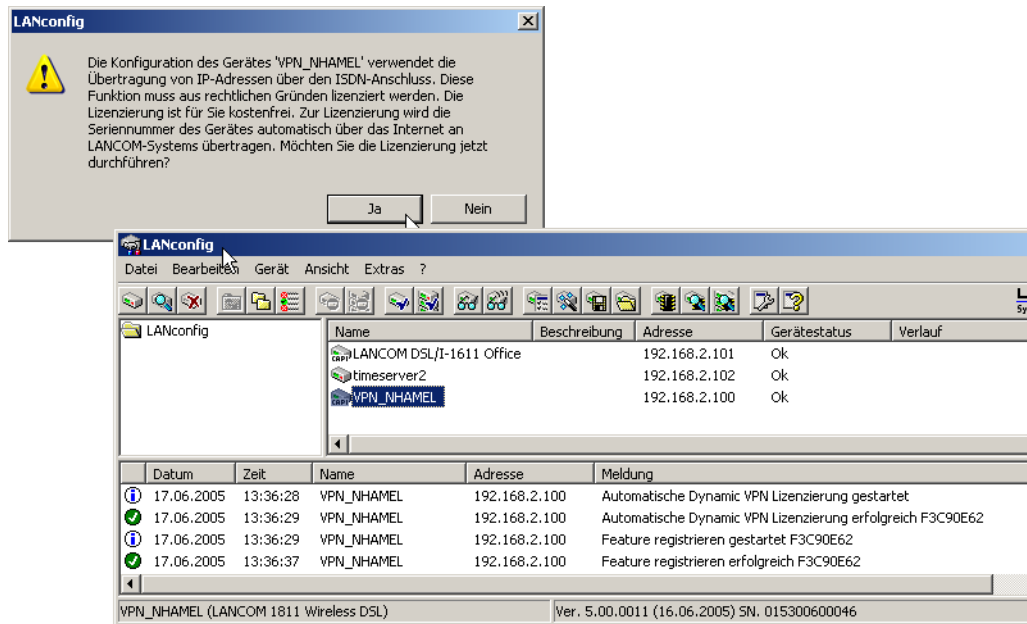 LANconfig
Die Konfiguration des Gerätes 'VPN_NHAMEL' verwendet die
Übertragung von IP-Adressen über den ISDN-Anschluss. Diese
Funktion muss aus rechtlichen Gründen lizenziert werden. Die
Lizenzierung ist für Sie kostenfrei. Zur Lizenzierung wird die
Seriennummer des Gerätes automatisch über das Internet an
LANCOM-Systems übertragen. Möchten Sie die Lizenzierung jetzt
durchführen?
Ja Nein
LANconfig
Datei Bearbeiten Gerät Ansicht Extras ?
LANconfig
Name Beschreibung Adresse Gerätestatus Verlauf
LANCOM DSL/I-1611 Office 192.168.2.101 Ok
timeserver2 192.168.2.102 Ok
VPN_NHAMEL 192.168.2.100 Ok
Datum Zeit Name Adresse Meldung
17.06.2005 13:36:28 VPN_NHAMEL 192.168.2.100 Automatische Dynamic VPN Lizenzierung gestartet
17.06.2005 13:36:29 VPN_NHAMEL 192.168.2.100 Automatische Dynamic VPN Lizenzierung erfolgreich F3C90E62
17.06.2005 13:36:29 VPN_NHAMEL 192.168.2.100 Feature registrieren gestartet F3C90E62
17.06.2005 13:36:37 VPN_NHAMEL 192.168.2.100 Feature registrieren erfolgreich F3C90E62
VPN_NHAMEL (LANCOM 1811 Wireless DSL) Ver. 5.00.0011 (16.06.2005) SN. 015300600046